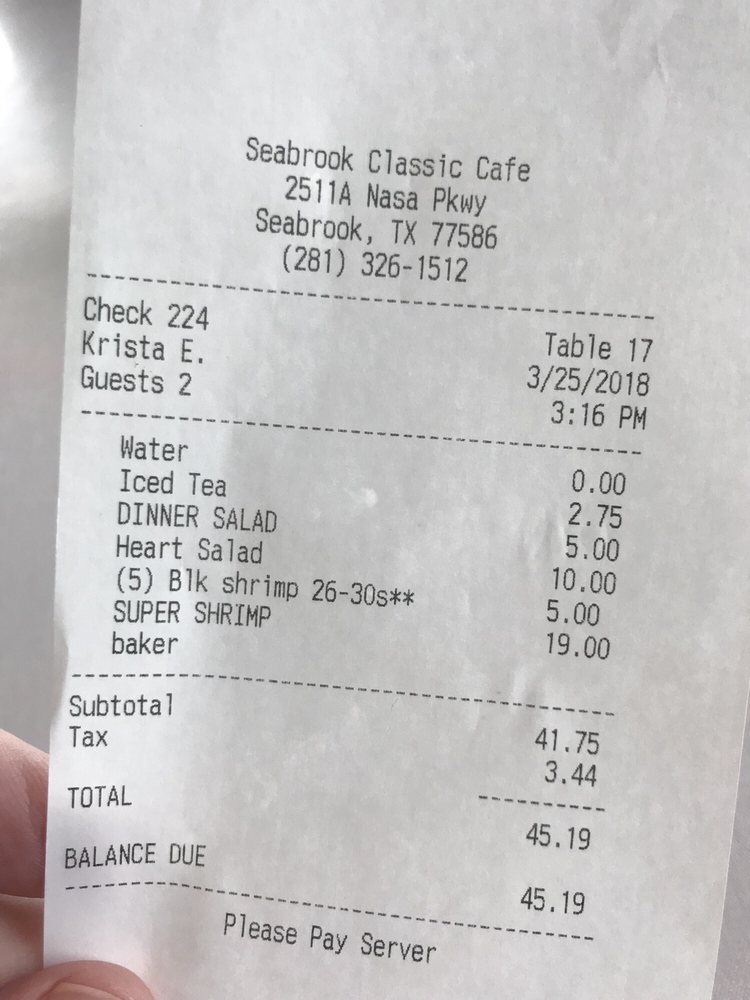 Seabrook Classic Cafe
2511A Nasa Pkwy
Seabrook, TX 77586
(281) 326-1512
Check 224 Table 17
Krista E. 3/25/2018
Guests 2 3:16 PM
Water 0.00
Iced Tea 2.75
DINNER SALAD 5.00
Heart Salad 10.00
(5) Blk shrimp 26-30s** 5.00
SUPER SHRIMP 19.00
baker
Subtotal 41.75
Tax 3.44
TOTAL 45.19
BALANCE DUE 45.19
Please Pay Server